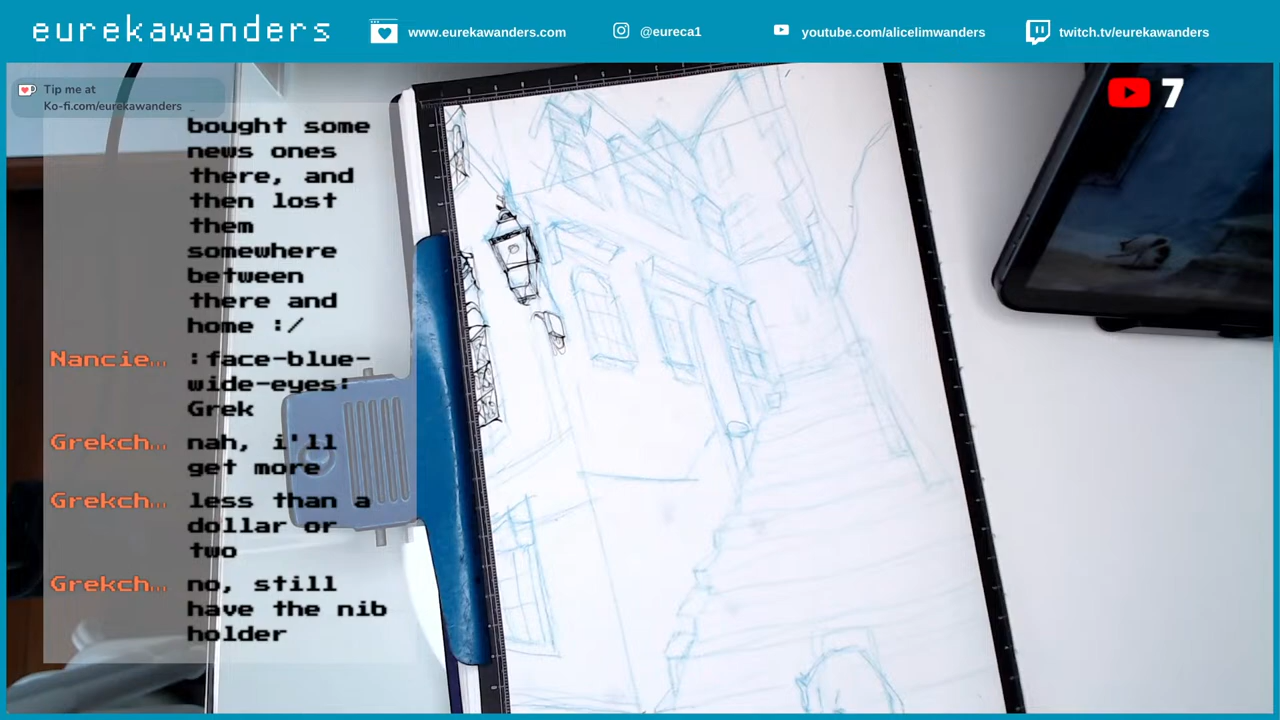 eurekawanders
www.eurekawanders.com
@eureca1
youtube.com/alicelimwanders
twitch.tv/eurekawanders
Tip me at
Ko-fi.com/eurekawanders
7
bought some
news ones
there, and
then lost
them
somewhere
between
there and
home :/
Nancie... :face-blue-
wide-eyes:
Grek
Grekch... nah, i'll
get more
Grekch... less than a
dollar or
two
Grekch... no, still
have the nib
holder